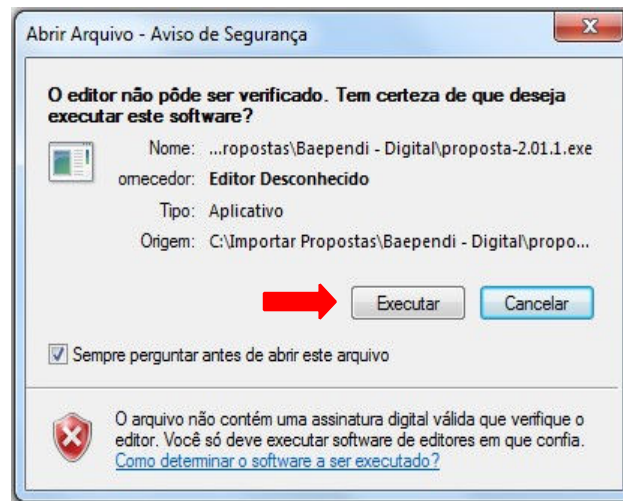 Abrir Arquivo - Aviso de Segurança
O editor não pôde ser verificado. Tem certeza de que deseja
executar este software?
Nome: ...ropostas\Baependi - Digital\proposta-2.01.1.exe
omecedor: Editor Desconhecido
Tipo: Aplicativo
Origem: C:\Importar Propostas\Baependi - Digital\propo...
Executar Cancelar
Sempre perguntar antes de abrir este arquivo
O arquivo não contém uma assinatura digital válida que verifique o
editor. Você só deve executar software de editores em que confia.
Como determinar o software a ser executado?